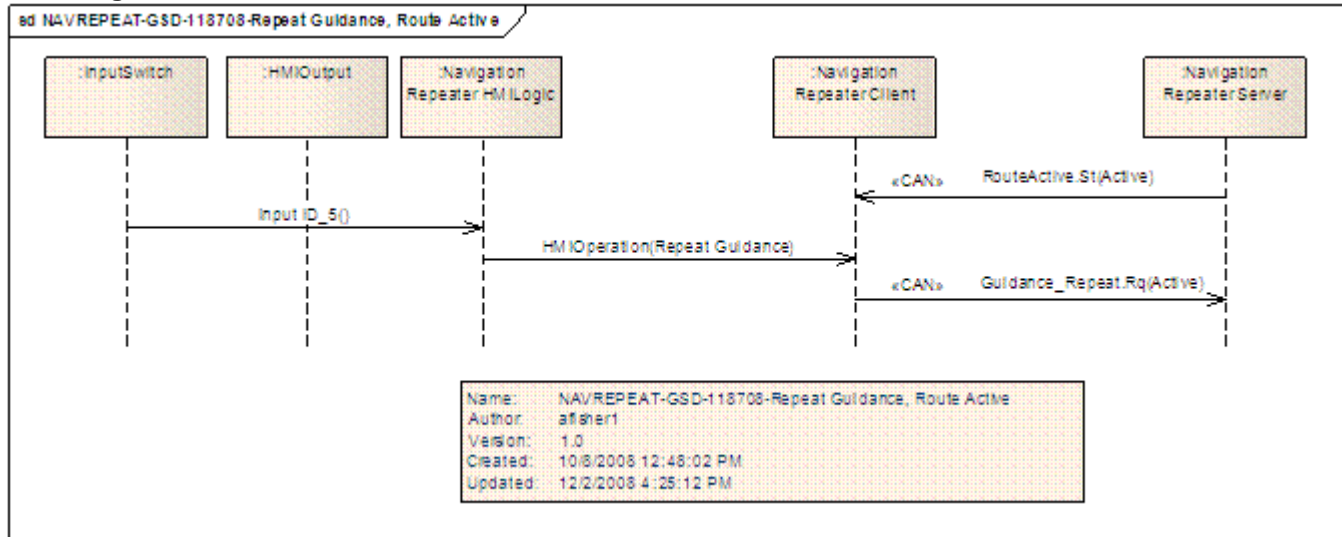 sd NAVREPEAT-GSD-118708-Repeat Guidance, Route Active
:InputSwitch
:HMIOutput
:Navigation
Repeater HMILogic
:Navigation
RepeaterClient
:Navigation
RepeaterServer
«CAN» RouteActive.St(Active)
Input ID_5()
HMIOperation(Repeat Guidance)
«CAN» Guidance_Repeat.Rq(Active)
Name: NAVREPEAT-GSD-118708-Repeat Guidance, Route Active
Author: afisher1
Version: 1.0
Created: 10/8/2008 12:48:02 PM
Updated: 12/2/2008 4:25:12 PM